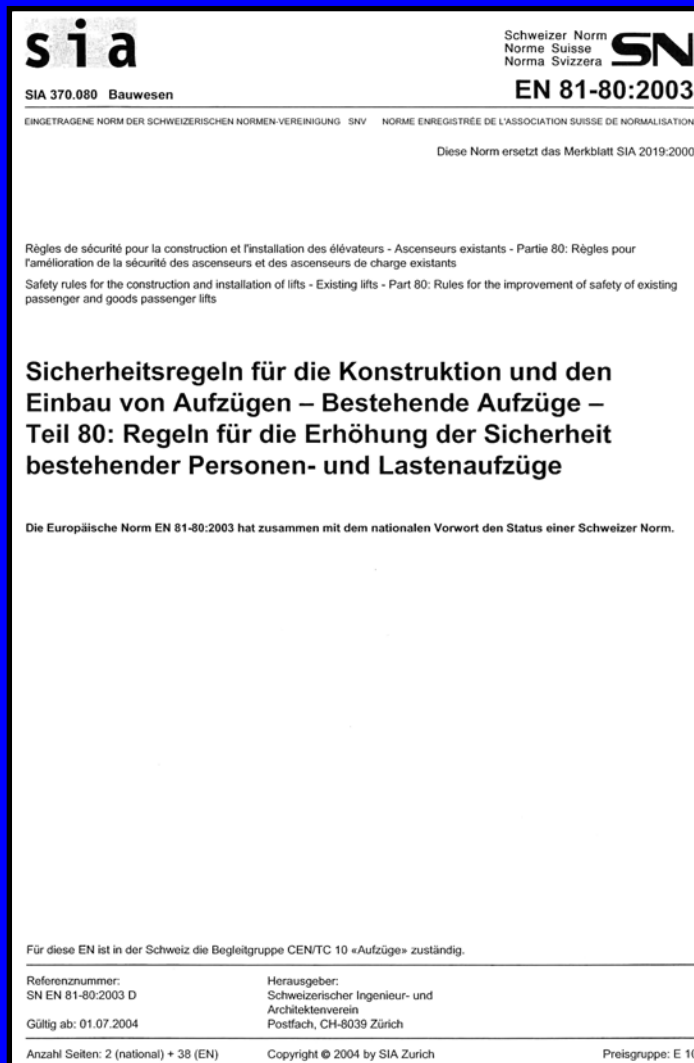 sia
Schweizer Norm
Norme Suisse
Norma Svizzera
SN
SIA 370.080 Bauwesen
EN 81-80:2003
EINGETRAGENE NORM DER SCHWEIZERISCHEN NORMEN-VEREINIGUNG SNV NORME ENREGISTRÉE DE L'ASSOCIATION SUISSE DE NORMALISATION
Diese Norm ersetzt das Merkblatt SIA 2019:2000
Règles de sécurité pour la construction et l'installation des élévateurs - Ascenseurs existants - Partie 80: Règles pour
l'amélioration de la sécurité des ascenseurs et des ascenseurs de charge existants
Safety rules for the construction and installation of lifts - Existing lifts - Part 80: Rules for the improvement of safety of existing
passenger and goods passenger lifts
Sicherheitsregeln für die Konstruktion und den
Einbau von Aufzügen – Bestehende Aufzüge –
Teil 80: Regeln für die Erhöhung der Sicherheit
bestehender Personen- und Lastenaufzüge
Die Europäische Norm EN 81-80:2003 hat zusammen mit dem nationalen Vorwort den Status einer Schweizer Norm.
Für diese EN ist in der Schweiz die Begleitgruppe CEN/TC 10 «Aufzüge» zuständig.
Referenznummer:
SN EN 81-80:2003 D
Gültig ab: 01.07.2004
Herausgeber:
Schweizerischer Ingenieur- und
Architektenverein
Postfach, CH-8039 Zürich
Anzahl Seiten: 2 (national) + 38 (EN)
Copyright © 2004 by SIA Zurich
Preisgruppe: E 10